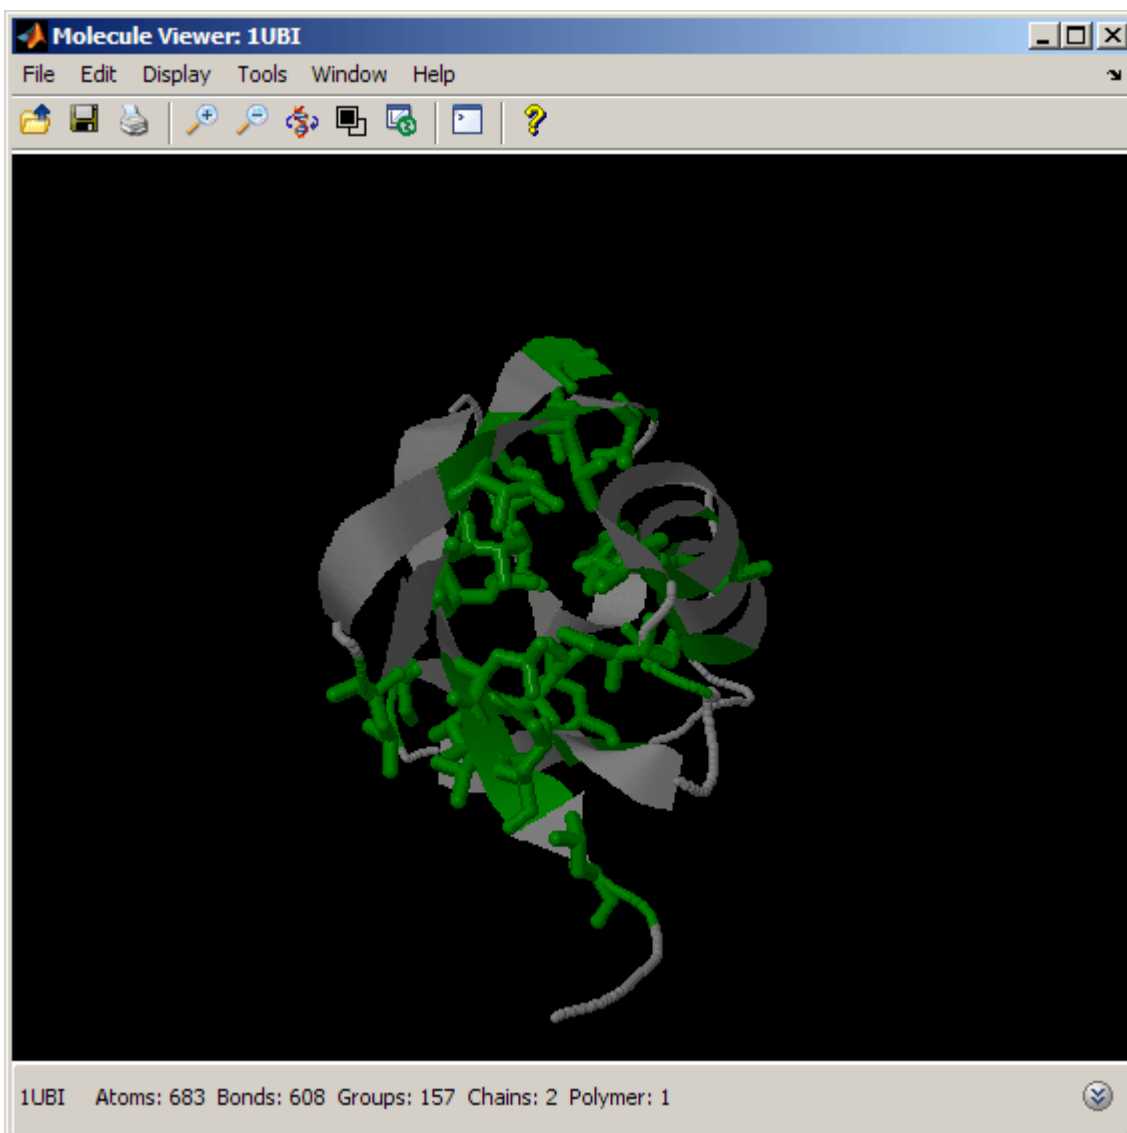 Molecule Viewer: 1UBI
File Edit Display Tools Window Help
1UBI Atoms: 683 Bonds: 608 Groups: 157 Chains: 2 Polymer: 1